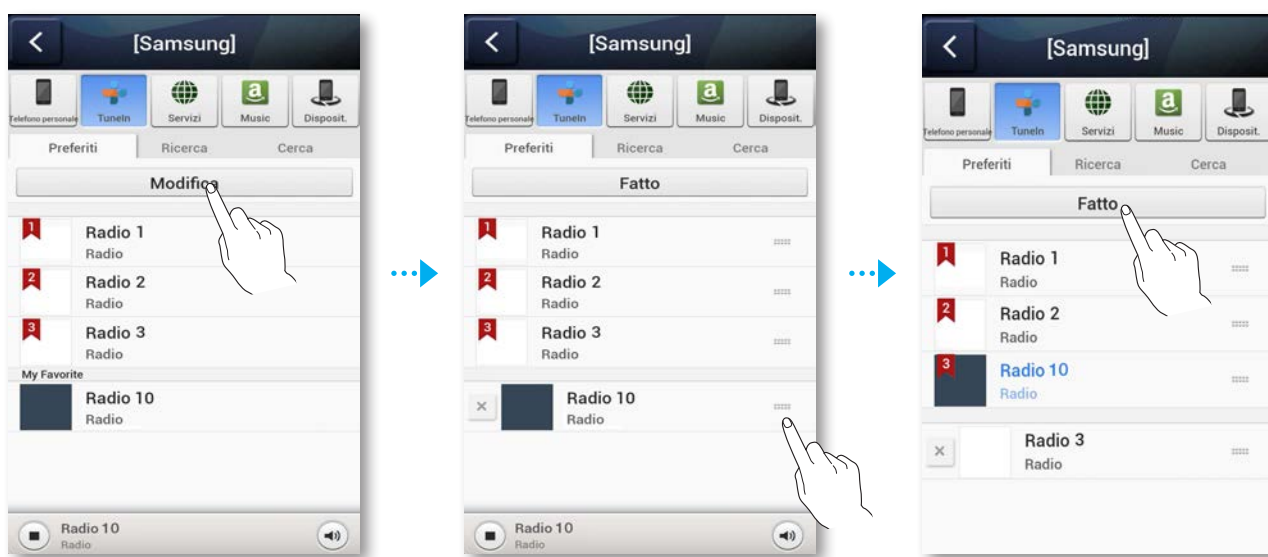 [Samsung]
Telefono personale TuneIn Servizi Music Disposit.
Preferiti Ricerca Cerca
Modifica
1 Radio 1
Radio
2 Radio 2
Radio
3 Radio 3
Radio
My Favorite
Radio 10
Radio
Radio 10
Radio
[Samsung]
Telefono personale TuneIn Servizi Music Disposit.
Preferiti Ricerca Cerca
Fatto
1 Radio 1
Radio
2 Radio 2
Radio
3 Radio 3
Radio
Radio 10
Radio
Radio 10
Radio
[Samsung]
Telefono personale TuneIn Servizi Music Disposit.
Preferiti Ricerca Cerca
Fatto
1 Radio 1
Radio
2 Radio 2
Radio
3 Radio 10
Radio
Radio 3
Radio